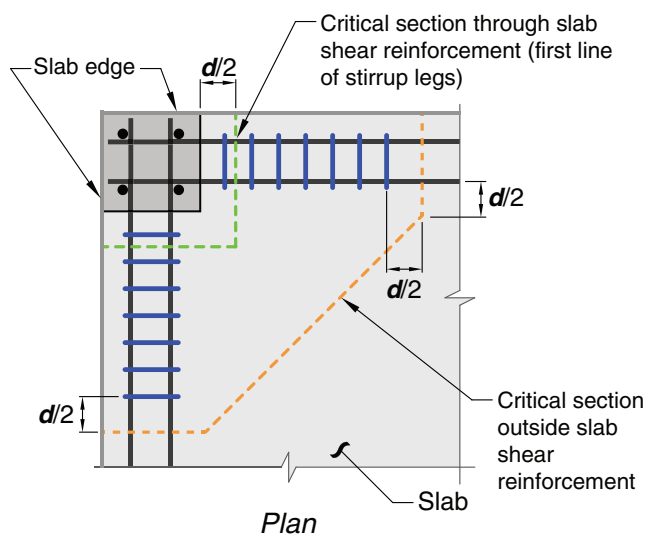 Critical section through slab
shear reinforcement (first line
of stirrup legs)
Slab edge
d/2
d/2
d/2
d/2
Critical section
outside slab
shear
reinforcement
Slab
Plan